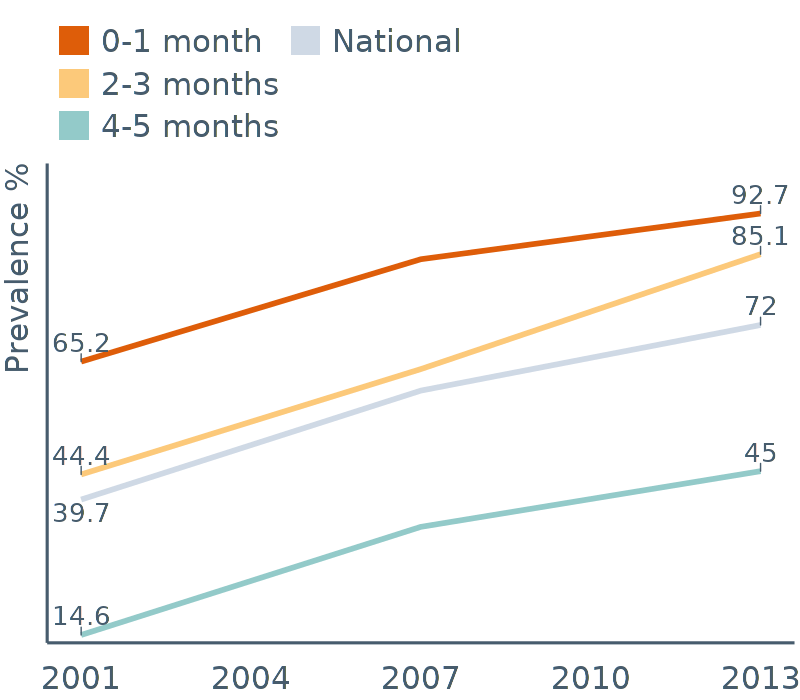 0-1 month
National
2-3 months
4-5 months
Prevalence %
92.7
85.1
72
65.2
44.4
45
39.7
14.6
2001 2004 2007 2010 2013